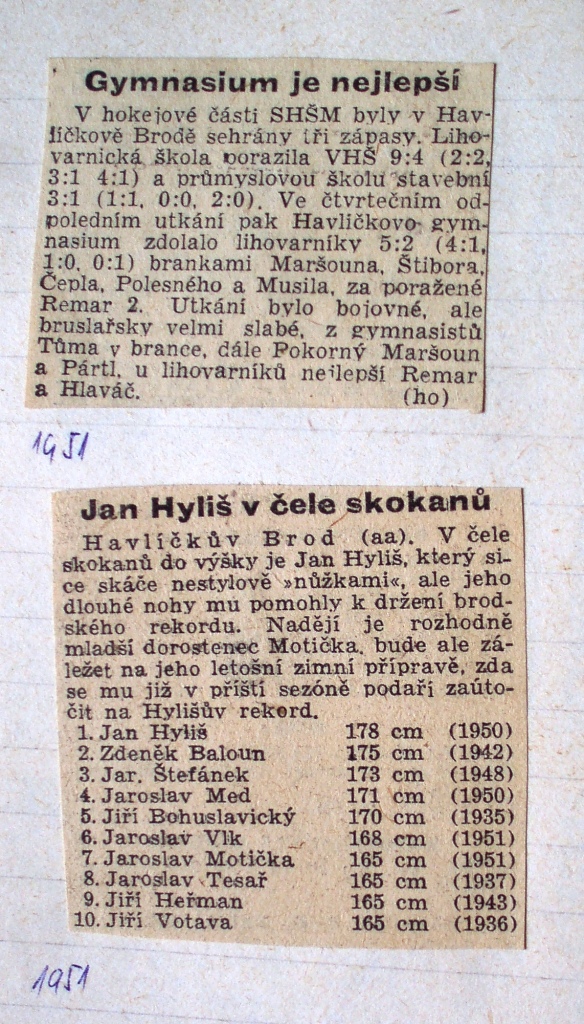 Gymnasium je nejlepší
V hokejové části SHŠM byly v Hav-
líčkově Brodě sehrány tři zápasy. Liho-
varnická škola porazila VHŠ 9:4 (2:2,
3:1 4:1) a průmyslovou školu stavební
3:1 (1:1, 0:0, 2:0). Ve čtvrtečním od-
poledním utkání pak Havlíčkovo gym-
nasium zdolalo lihovarníky 5:2 (4:1,
1:0, 0:1) brankami Maršouna, Štibora,
Čepla, Polesného a Musila, za poražené
Remar 2. Utkání bylo bojovné, ale
bruslařsky velmi slabé, z gymnasistů
Tůma v brance, dále Pokorný Maršoun
a Pártl, u lihovarníků nejlepší Remar
a Hlaváč. (ho)
1951
Jan Hyliš v čele skokanů
Havlíčkův Brod (aa). V čele
skokanů do výšky je Jan Hyliš, který si-
ce skáče nestylově »nůžkami«, ale jeho
dlouhé nohy mu pomohly k držení brod-
ského rekordu. Nadějí je rozhodně
mladší dorostenec Motička, bude ale zá-
ležet na jeho letošní zimní přípravě, zda
se mu již v příští sezóně podaří zaúto-
čit na Hylišův rekord.
1. Jan Hyliš 178 cm (1950)
2. Zdeněk Baloun 175 cm (1942)
3. Jar. Štefánek 173 cm (1948)
4. Jaroslav Med 171 cm (1950)
5. Jiří Bohuslavický 170 cm (1935)
6. Jaroslav Vlk 168 cm (1951)
7. Jaroslav Motička 165 cm (1951)
8. Jaroslav Tesař 165 cm (1937)
9. Jiří Heřman 165 cm (1943)
10. Jiří Votava 165 cm (1936)
1951